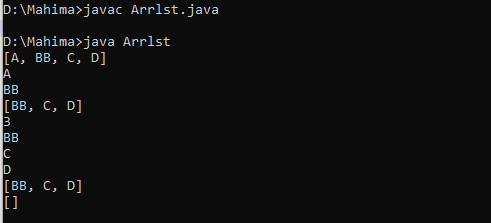 D:\Mahima>javac Arrlst.java
D:\Mahima>java Arrlst
[A, BB, C, D]
A
BB
[BB, C, D]
3
BB
C
D
[BB, C, D]
[]